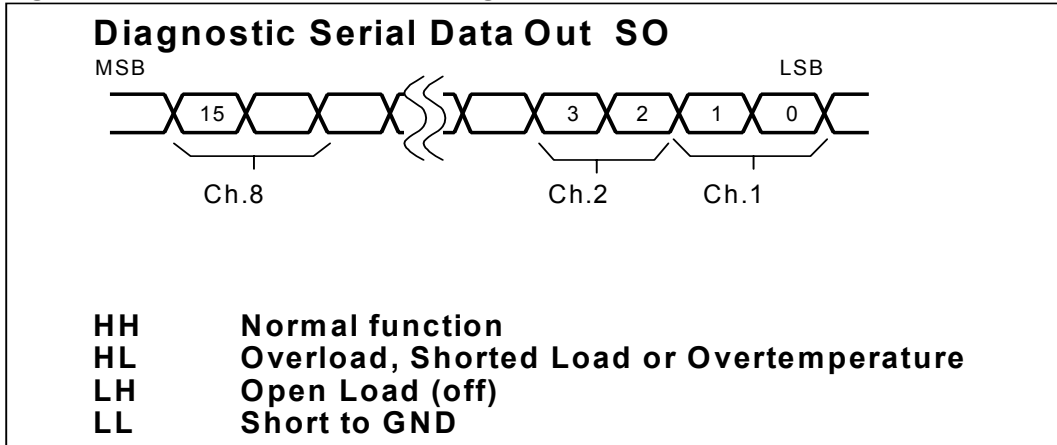 Diagnostic Serial Data Out SO
MSB LSB
15 3 2 1 0
Ch.8 Ch.2 Ch.1
HH Normal function
HL Overload, Shorted Load or Overtemperature
LH Open Load (off)
LL Short to GND